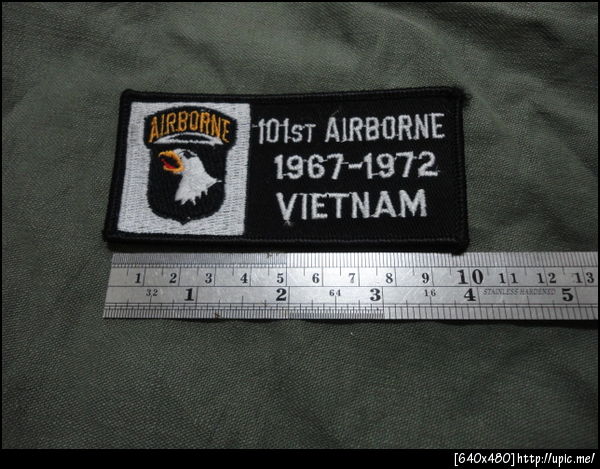 AIRBORNE
101ST AIRBORNE
1967-1972
VIETNAM
1 2 3 4 5 6 7 8 9 10 11 12 13
32 1 2 64 3 16 4 STAINLESS HARDENED 5
[640x480]http://upic.me/